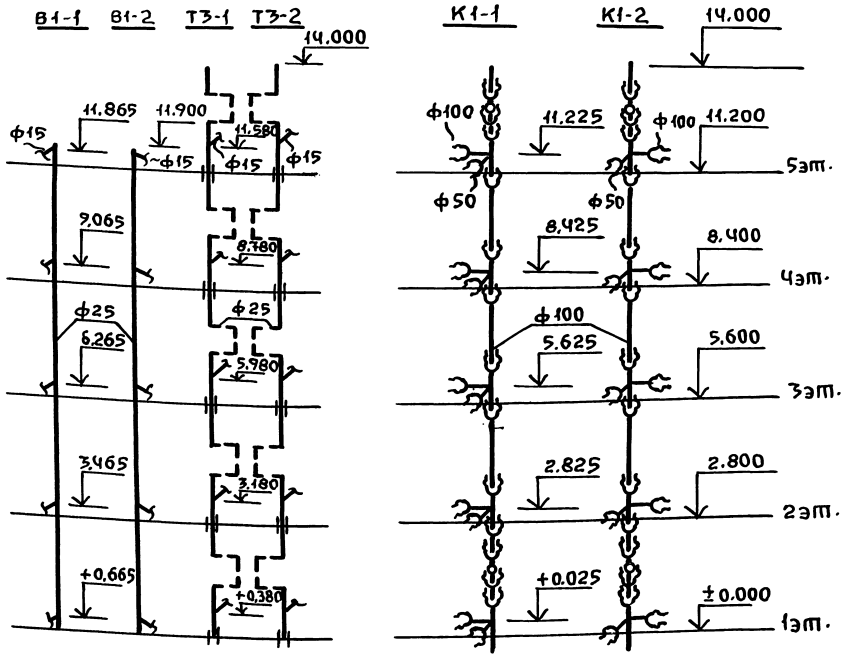 В1-1 В1-2 Т3-1 Т3-2 К1-1 К1-2 14.000
14.000
11.865 11.900 11.580 ф100 11.225 ф100 11.200
ф15 ф15 ф15 ф15
5эт.
ф50 ф50
9,065 8.780 8,425 8.400
4эт.
ф25 ф25 ф100
6.265 5.980 5.625 5,600
3эт.
3,465 3.180 2.825 2.800
2эт.
+0,665 +0,380 +0.025 ±0.000
1эт.